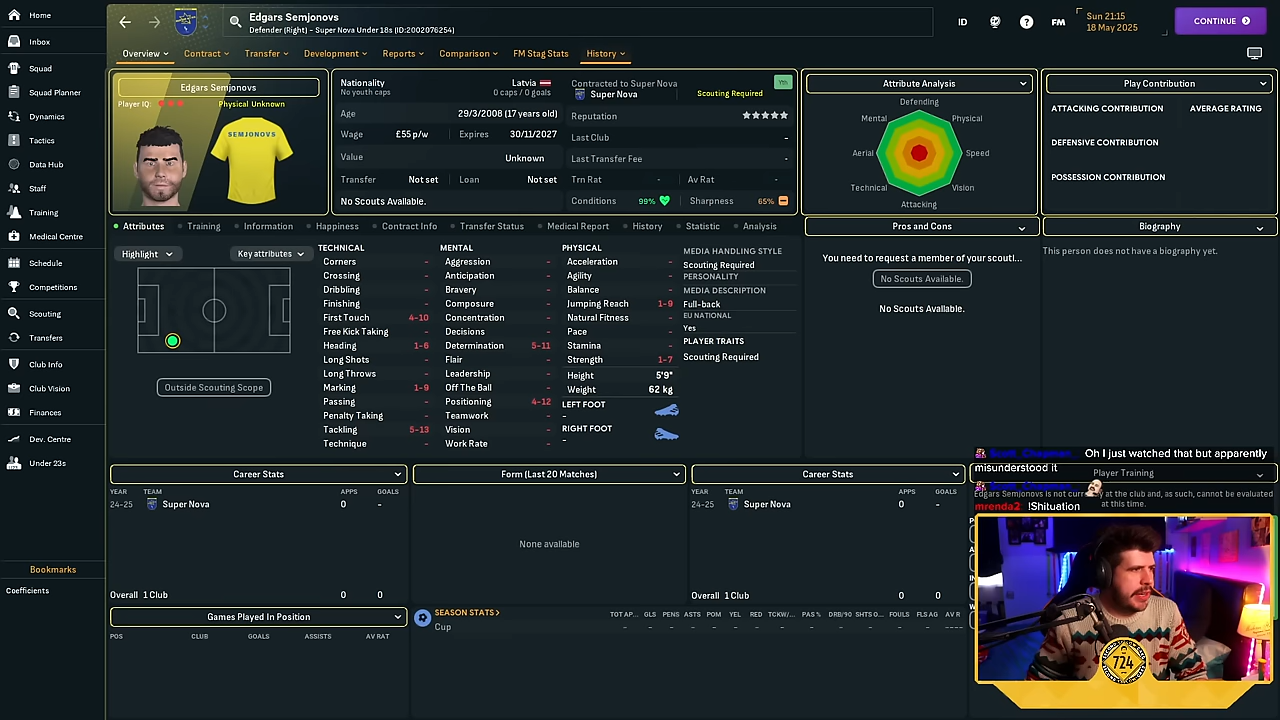 Home
Inbox
Squad
Squad Planner
Dynamics
Tactics
Data Hub
Staff
Training
Medical Centre
Schedule
Competitions
Scouting
Transfers
Club Info
Club Vision
Finances
Dev. Centre
Under 23s
Bookmarks
Coefficients
Edgars Semjonovs
Defender (Right) - Super Nova Under 18s (ID:2002076254)
ID
FM
Sun 21:15
18 May 2025
CONTINUE
Overview
Contract
Transfer
Development
Reports
Comparison
FM Stag Stats
History
Edgars Semjonovs
Player IQ:
Physical Unknown
SEMJONOVS
Nationality
No youth caps
Latvia
0 caps / 0 goals
Age
29/3/2008 (17 years old)
Wage £55 p/w Expires 30/11/2027
Value Unknown
Transfer Not set Loan Not set
No Scouts Available.
Contracted to Super Nova
Super Nova
Scouting Required
Yth
Reputation
Last Club -
Last Transfer Fee -
Trn Rat - Av Rat -
Conditions 99% Sharpness 65%
Attribute Analysis
Defending
Mental
Physical
Aerial
Speed
Technical
Vision
Attacking
Play Contribution
ATTACKING CONTRIBUTION AVERAGE RATING
DEFENSIVE CONTRIBUTION
POSSESSION CONTRIBUTION
Attributes
Training
Information
Happiness
Contract Info
Transfer Status
Medical Report
History
Statistic
Analysis
Highlight
Key attributes
Outside Scouting Scope
TECHNICAL
Corners -
Crossing -
Dribbling -
Finishing -
First Touch 4-10
Free Kick Taking -
Heading 1-6
Long Shots -
Long Throws -
Marking 1-9
Passing -
Penalty Taking -
Tackling 5-13
Technique -
MENTAL
Aggression -
Anticipation -
Bravery -
Composure -
Concentration -
Decisions -
Determination 5-11
Flair -
Leadership -
Off The Ball -
Positioning 4-12
Teamwork -
Vision -
Work Rate -
PHYSICAL
Acceleration -
Agility -
Balance -
Jumping Reach 1-9
Natural Fitness -
Pace -
Stamina -
Strength 1-7
Height 5'9"
Weight 62 kg
LEFT FOOT
-
RIGHT FOOT
-
MEDIA HANDLING STYLE
Scouting Required
PERSONALITY
MEDIA DESCRIPTION
Full-back
EU NATIONAL
Yes
PLAYER TRAITS
Scouting Required
Pros and Cons
You need to request a member of your scouti...
No Scouts Available.
No Scouts Available.
Biography
This person does not have a biography yet.
Career Stats
YEAR TEAM APPS GOALS
24-25 Super Nova 0 -
Overall 1 Club 0 0
Form (Last 20 Matches)
None available
Career Stats
YEAR TEAM APPS GOALS
24-25 Super Nova 0 -
Overall 1 Club 0 0
Games Played In Position
POS CLUB GOALS ASSISTS AV RAT
SEASON STATS >
TOT AP... GLS PENS ASTS POM YEL RED TCKW/... PAS % DRB/90 SHTS O... FOULS FLS AG AV R
Cup
Oh I just watched that but apparently
misunderstood it
Player Training
Edgars Semjonovs is not at the club and, as such, cannot be evaluated
at this time.
mrenda2 !Shituation
724